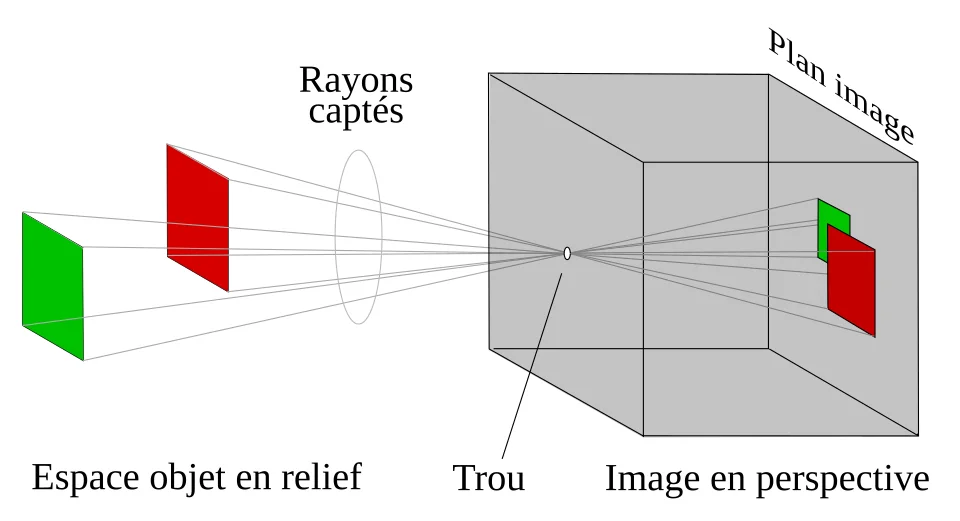 Plan image
Rayons
captés
Espace objet en relief
Trou
Image en perspective